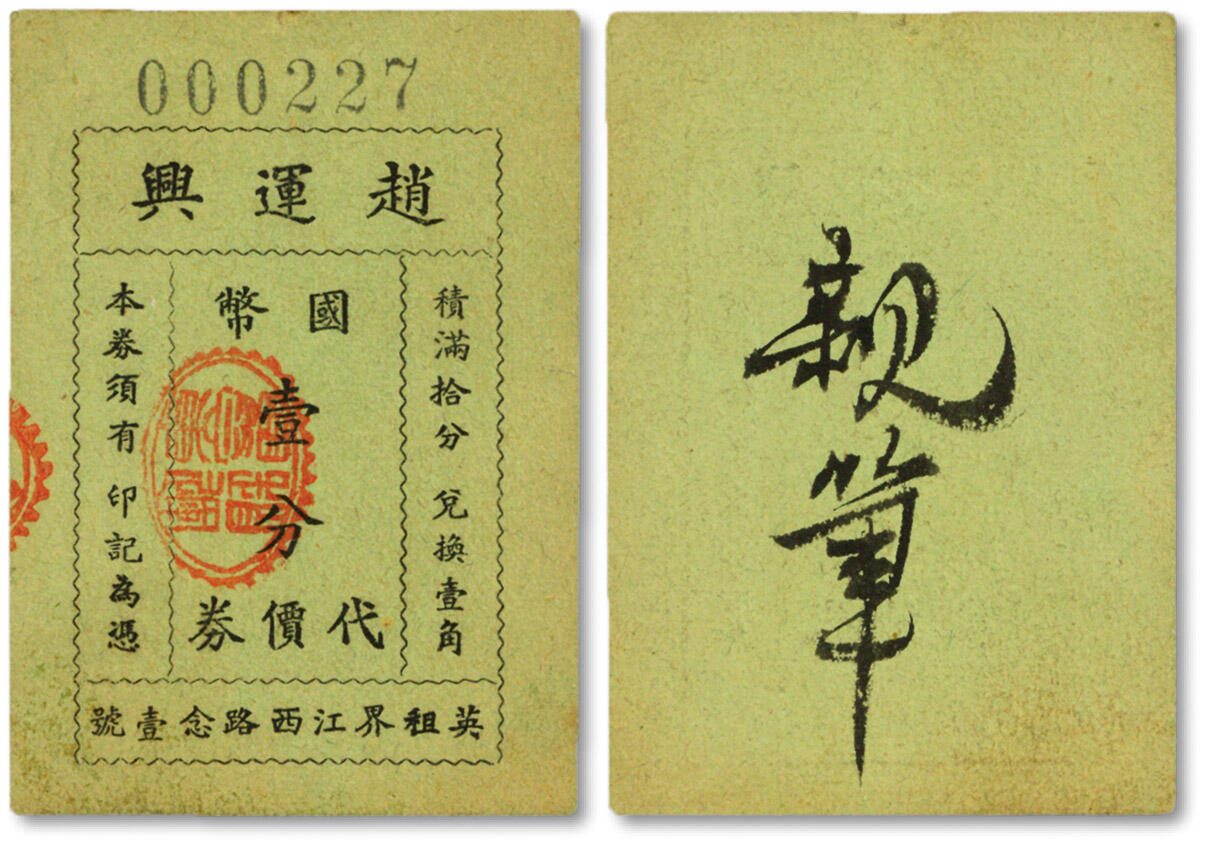 000227
趙運興
積滿拾分 兌換壹角
國幣
壹分
代價券
本券須有 印記為憑
英租界江西路念壹號
親筆